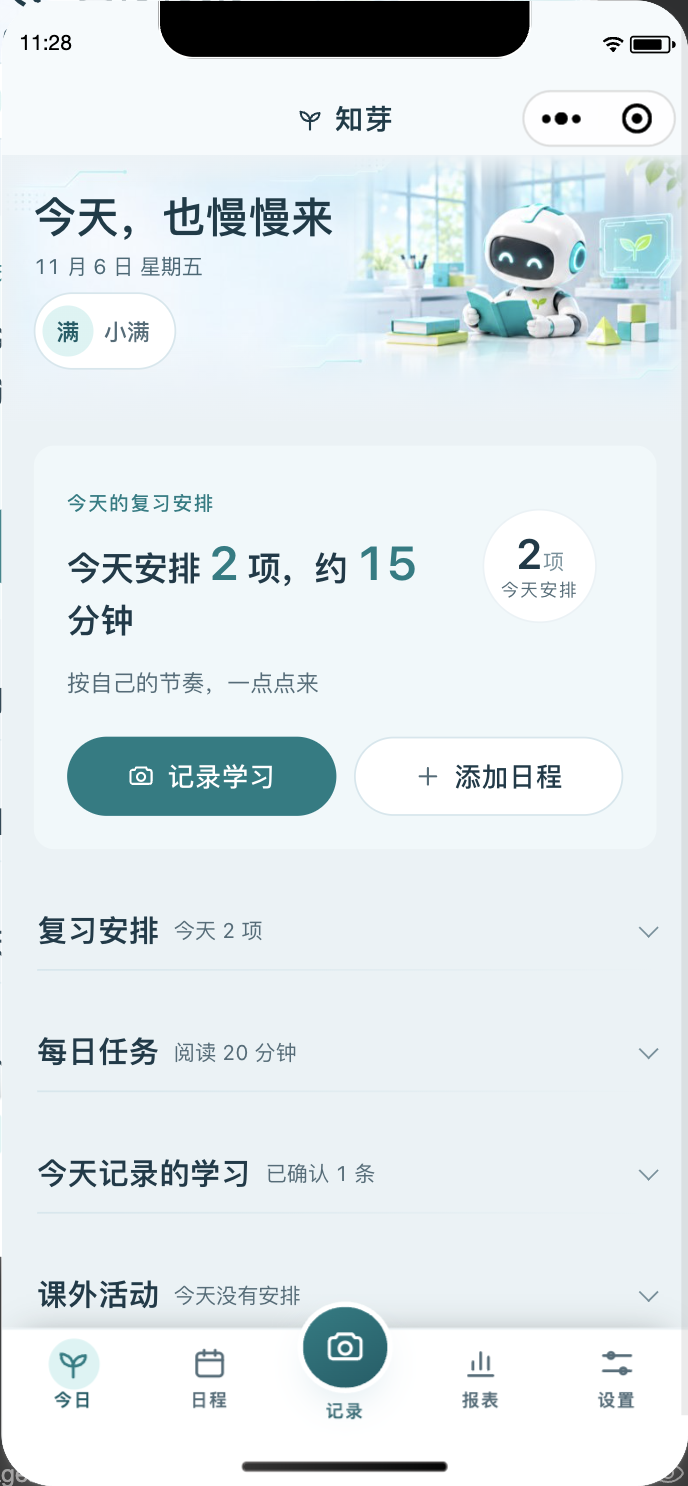 11:28
知芽
今天，也慢慢来
11 月 6 日 星期五
满 小满
今天的复习安排
今天安排 2 项，约 15
分钟
2项
今天安排
按自己的节奏，一点点来
记录学习
添加日程
复习安排 今天 2 项
每日任务 阅读 20 分钟
今天记录的学习 已确认 1 条
课外活动 今天没有安排
今日
日程
记录
报表
设置